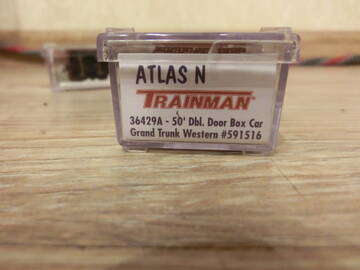 ATLAS N
TRAINMAN
36429A - 50' Dbl. Door Box Car
Grand Trunk Western #591516